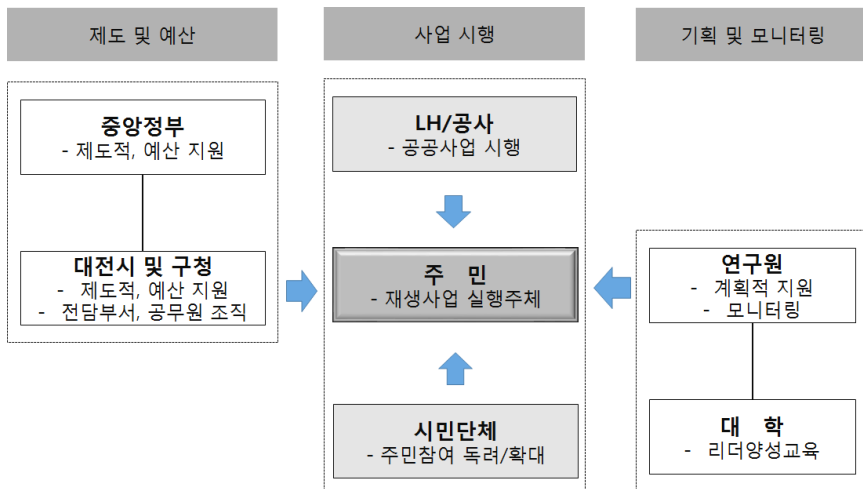 제도 및 예산
사업 시행
기획 및 모니터링
중앙정부
- 제도적, 예산 지원
대전시 및 구청
- 제도적, 예산 지원
- 전담부서, 공무원 조직
LH/공사
- 공공사업 시행
주 민
- 재생사업 실행주체
시민단체
- 주민참여 독려/확대
연구원
- 계획적 지원
- 모니터링
대 학
- 리더양성교육